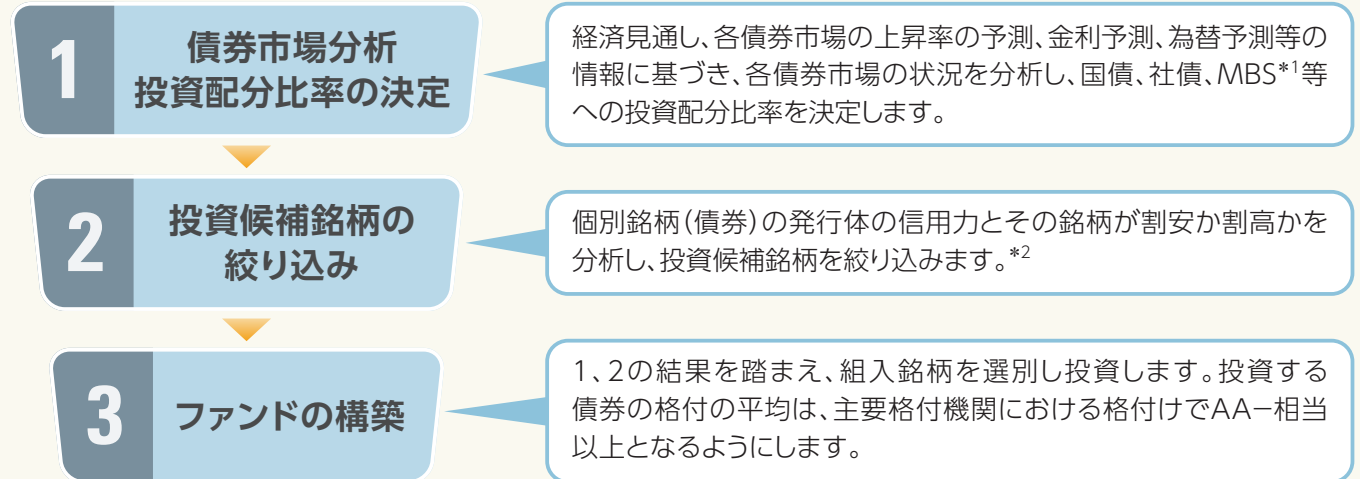 1
債券市場分析
投資配分比率の決定
経済見通し、各債券市場の上昇率の予測、金利予測、為替予測等の
情報に基づき、各債券市場の状況を分析し、国債、社債、MBS*1等
への投資配分比率を決定します。
2
投資候補銘柄の
絞り込み
個別銘柄(債券)の発行体の信用力とその銘柄が割安か割高かを
分析し、投資候補銘柄を絞り込みます。*2
3
ファンドの構築
1、2の結果を踏まえ、組入銘柄を選別し投資します。投資する
債券の格付の平均は、主要格付機関における格付けでAA−相当
以上となるようにします。